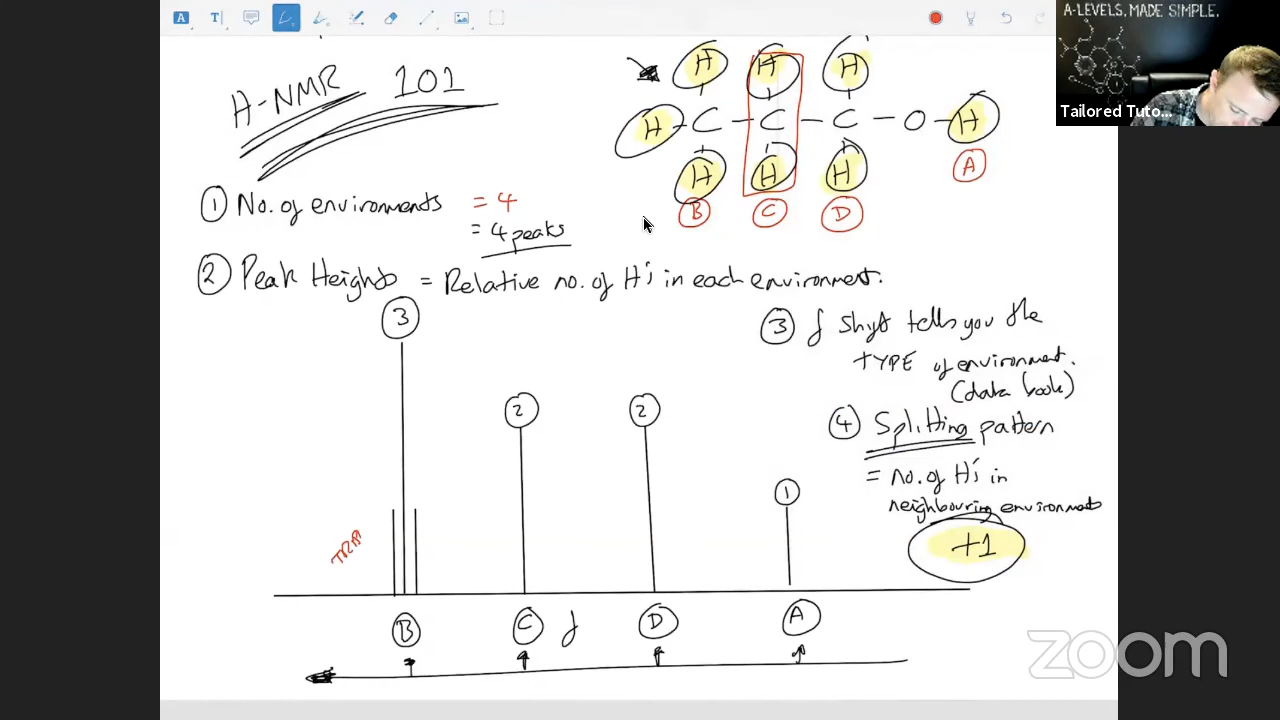 A-LEVELS, MADE SIMPLE.
Tailored Tuto...
H-NMR 101
H H H
H - C - C - C - O - H
H H H
A
B C D
① No. of environments = 4
= 4 peaks
② Peak Heights = Relative no. of H's in each environment.
3
③ δ shift tells you the
TYPE of environment.
(data book)
2 2
④ Splitting pattern
= no. of H's in
neighbouring environment
+1
1
B C δ D A
zoom